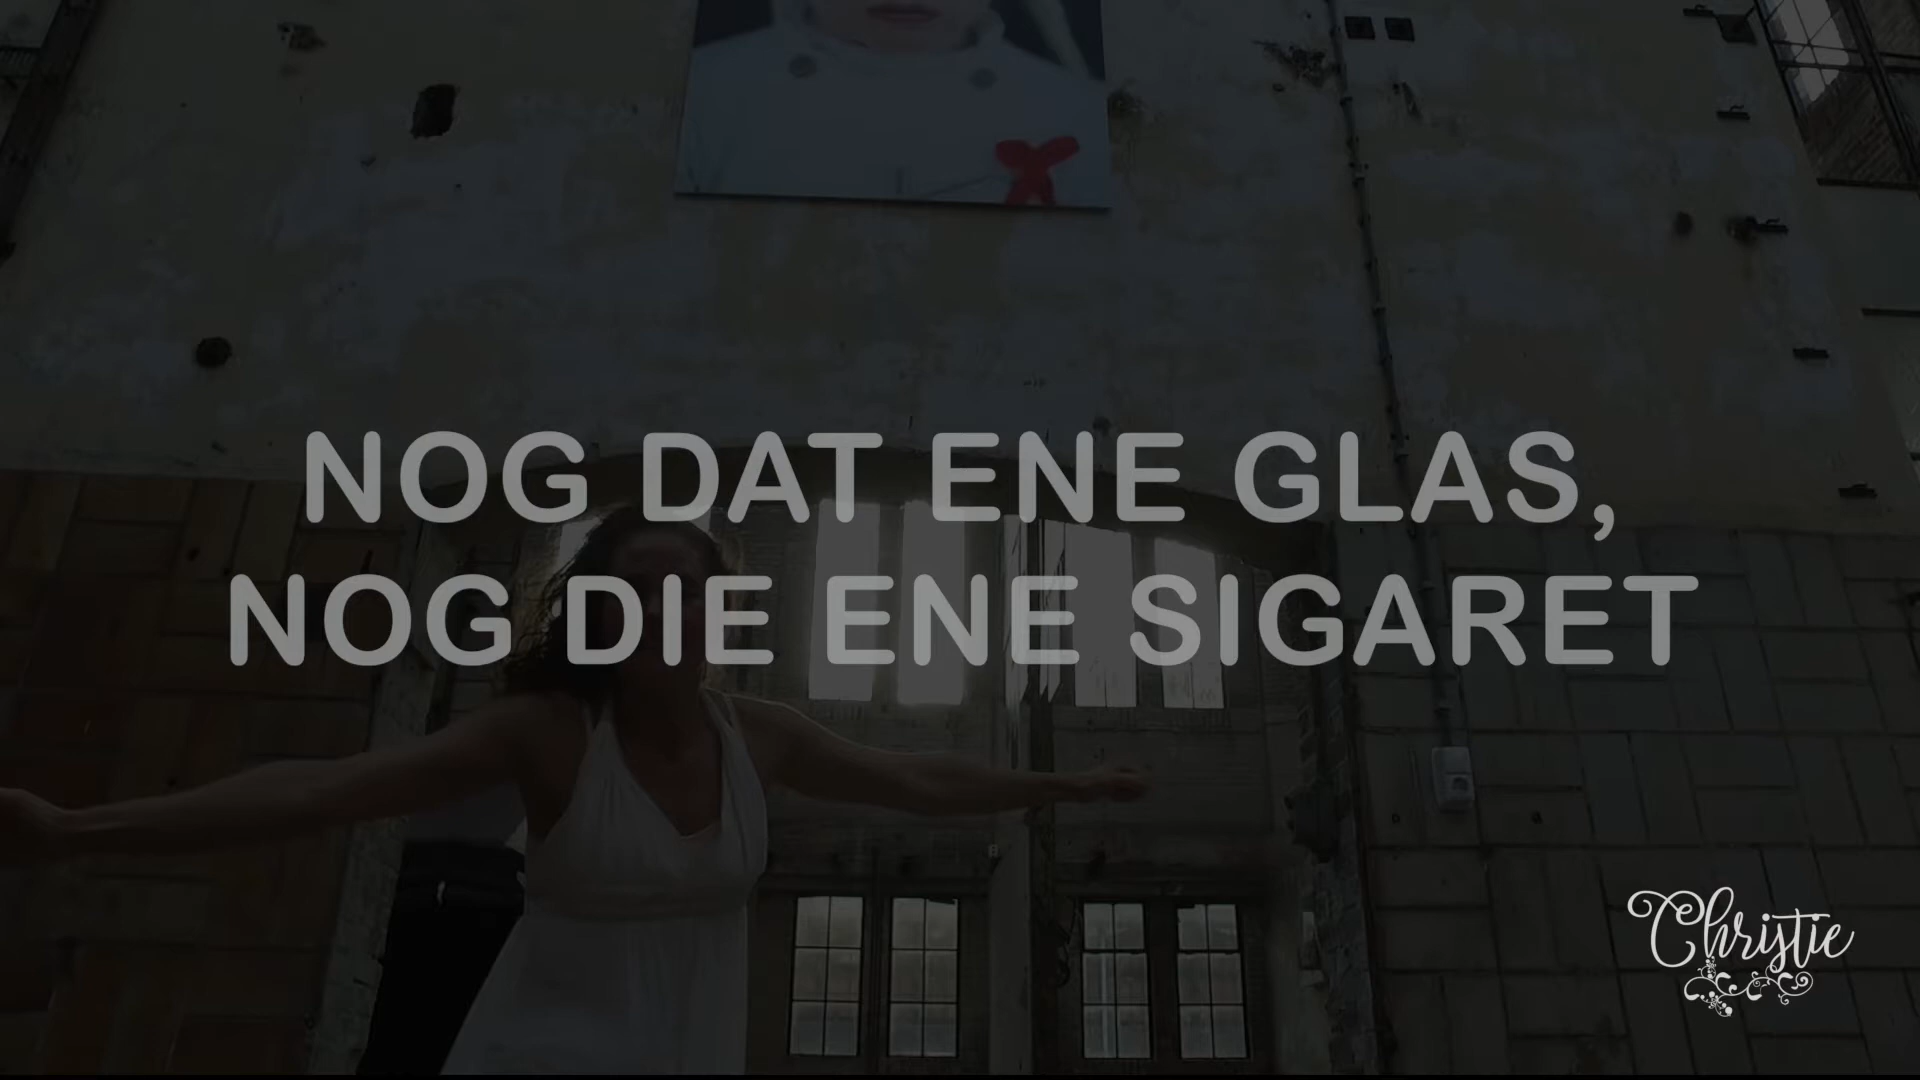 NOG DAT ENE GLAS,
NOG DIE ENE SIGARET
Christie